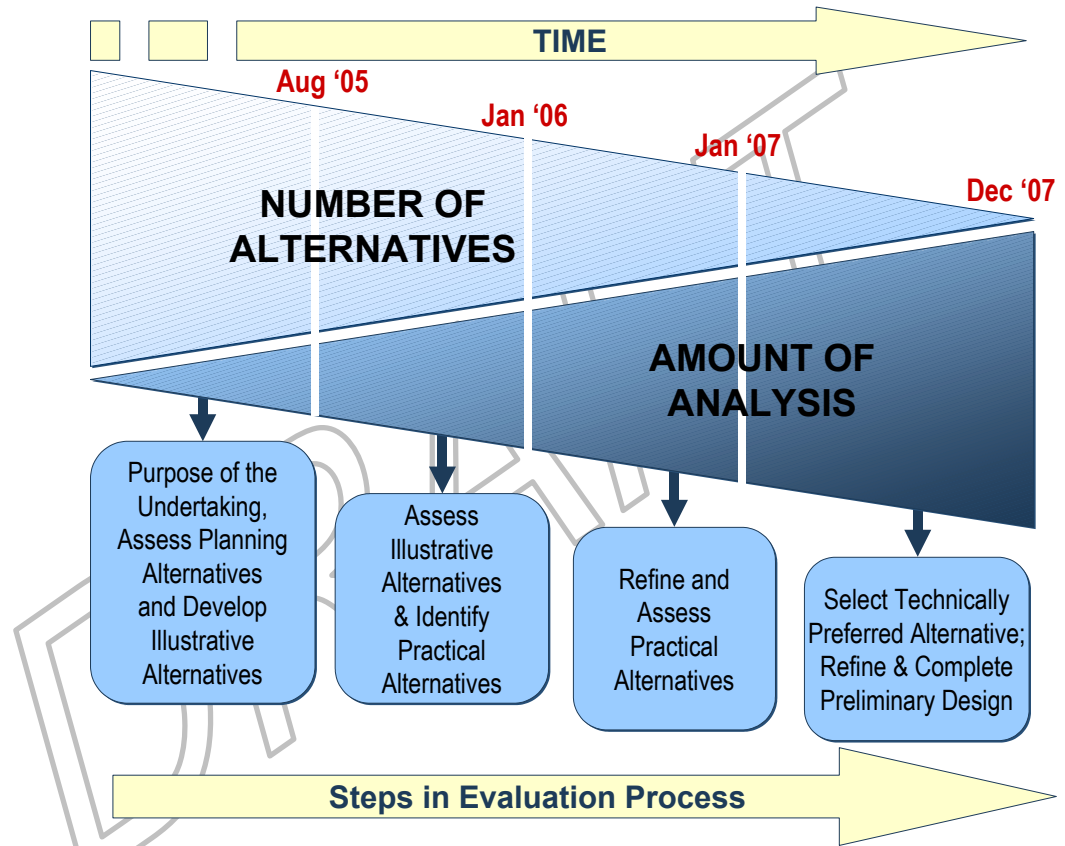 TIME
Aug ‘05
Jan ‘06
Jan ‘07
Dec ‘07
NUMBER OF
ALTERNATIVES
AMOUNT OF
ANALYSIS
Purpose of the
Undertaking,
Assess Planning
Alternatives
and Develop
Illustrative
Alternatives
Assess
Illustrative
Alternatives
& Identify
Practical
Alternatives
Refine and
Assess
Practical
Alternatives
Select Technically
Preferred Alternative;
Refine & Complete
Preliminary Design
Steps in Evaluation Process
DRAFT